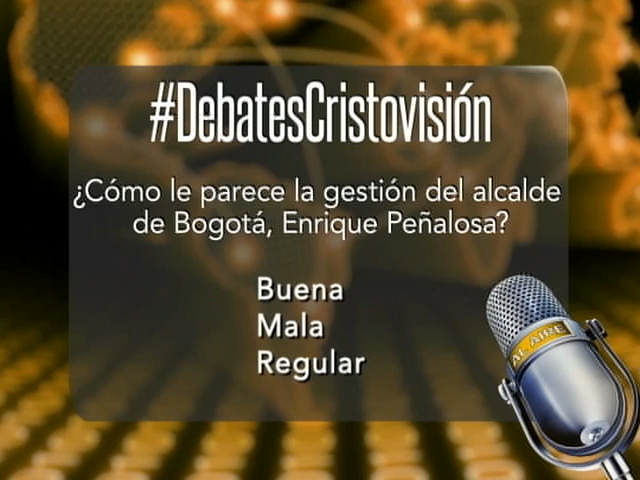 #DebatesCristovisión
¿Cómo le parece la gestión del alcalde
de Bogotá, Enrique Peñalosa?
Buena
Mala
Regular
AL AIRE